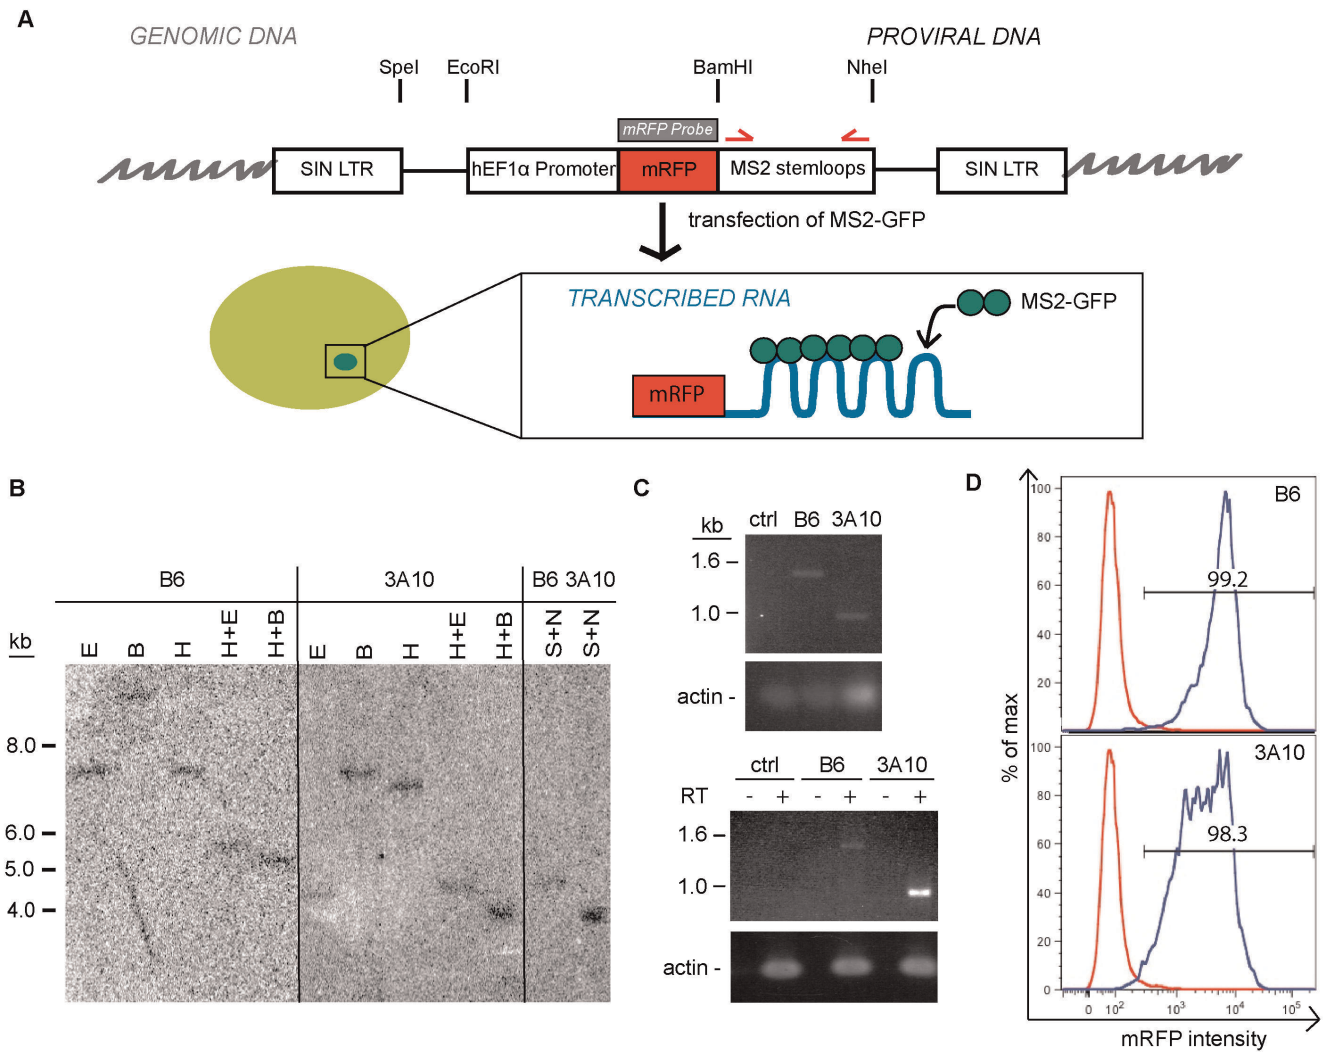 A
GENOMIC DNA
PROVIRAL DNA
SpeI EcoRI BamHI NheI
mRFP Probe
SIN LTR hEF1α Promoter mRFP MS2 stemloops SIN LTR
transfection of MS2-GFP
TRANSCRIBED RNA
MS2-GFP
mRFP
B
B6 3A10 B6 3A10
kb E B H H+E H+B E B H H+E H+B S+N S+N
8.0
6.0
5.0
4.0
C
kb ctrl B6 3A10
1.6
1.0
actin -
ctrl B6 3A10
RT - + - + - +
1.6
1.0
actin -
D
% of max
B6
100
80
60
40
20
99.2
3A10
100
80
60
40
20
0
98.3
0 10² 10³ 10⁴ 10⁵
mRFP intensity